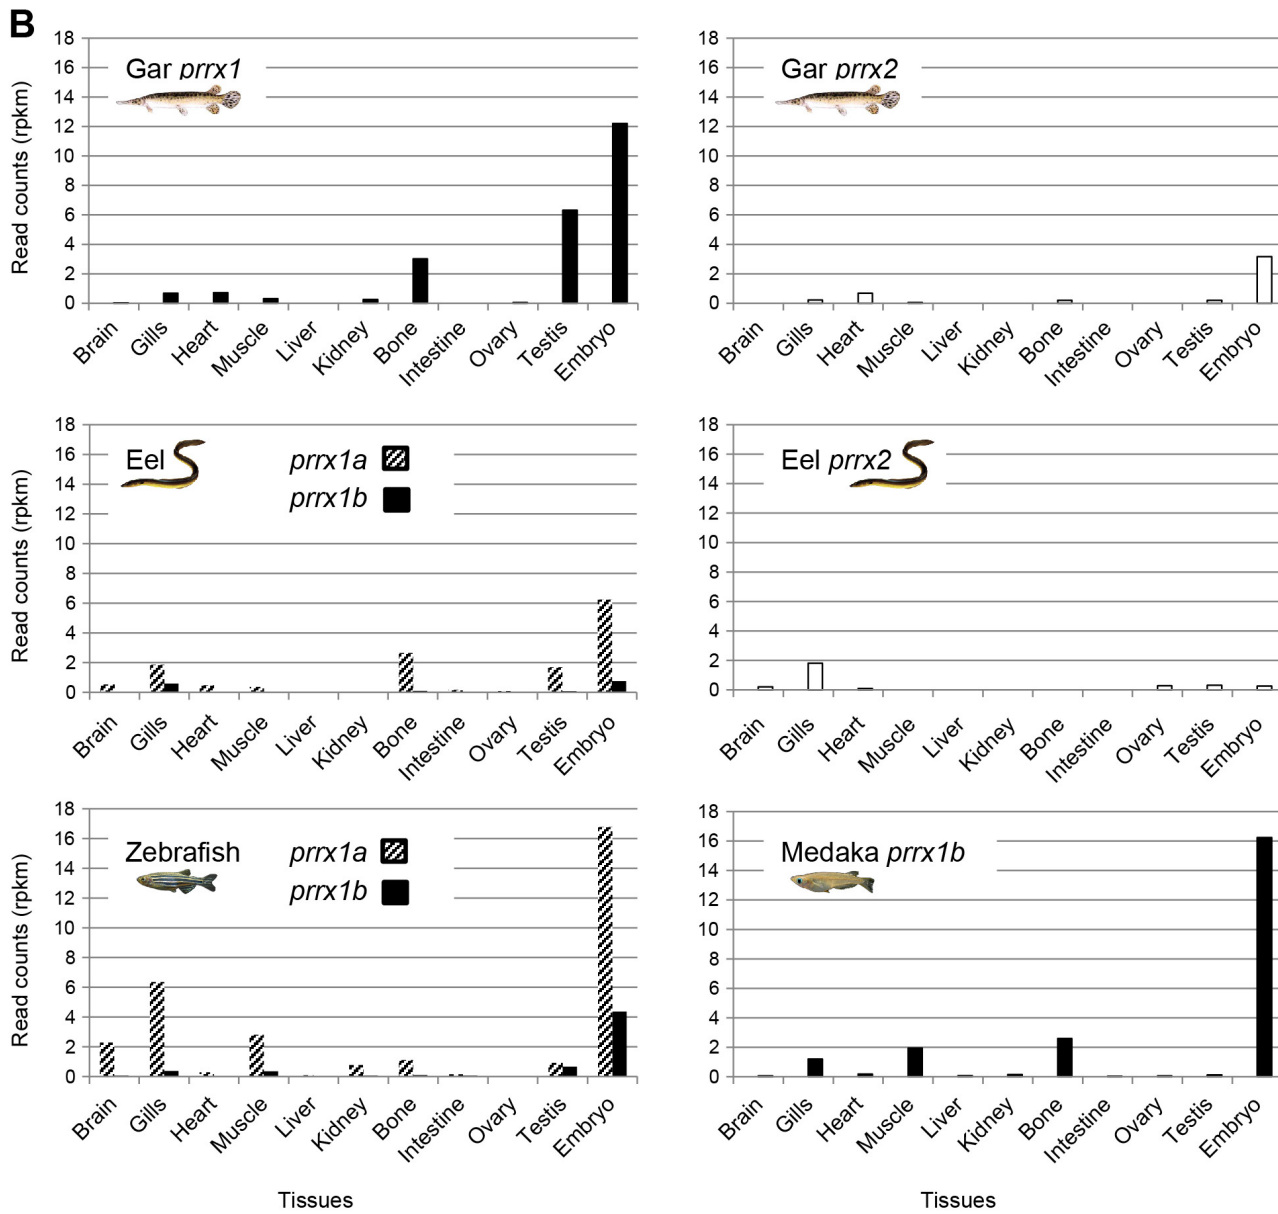 B
18
16
14
12
10
8
6
4
2
0
Read counts (rpkm)
Gar prrx1
Brain
Gills
Heart
Muscle
Liver
Kidney
Bone
Intestine
Ovary
Testis
Embryo
18
16
14
12
10
8
6
4
2
0
Gar prrx2
Brain
Gills
Heart
Muscle
Liver
Kidney
Bone
Intestine
Ovary
Testis
Embryo
18
16
14
12
10
8
6
4
2
0
Read counts (rpkm)
Eel
prrx1a
prrx1b
Brain
Gills
Heart
Muscle
Liver
Kidney
Bone
Intestine
Ovary
Testis
Embryo
18
16
14
12
10
8
6
4
2
0
Eel prrx2
Brain
Gills
Heart
Muscle
Liver
Kidney
Bone
Intestine
Ovary
Testis
Embryo
18
16
14
12
10
8
6
4
2
0
Read counts (rpkm)
Zebrafish
prrx1a
prrx1b
Brain
Gills
Heart
Muscle
Liver
Kidney
Bone
Intestine
Ovary
Testis
Embryo
Tissues
18
16
14
12
10
8
6
4
2
0
Medaka prrx1b
Brain
Gills
Heart
Muscle
Liver
Kidney
Bone
Intestine
Ovary
Testis
Embryo
Tissues